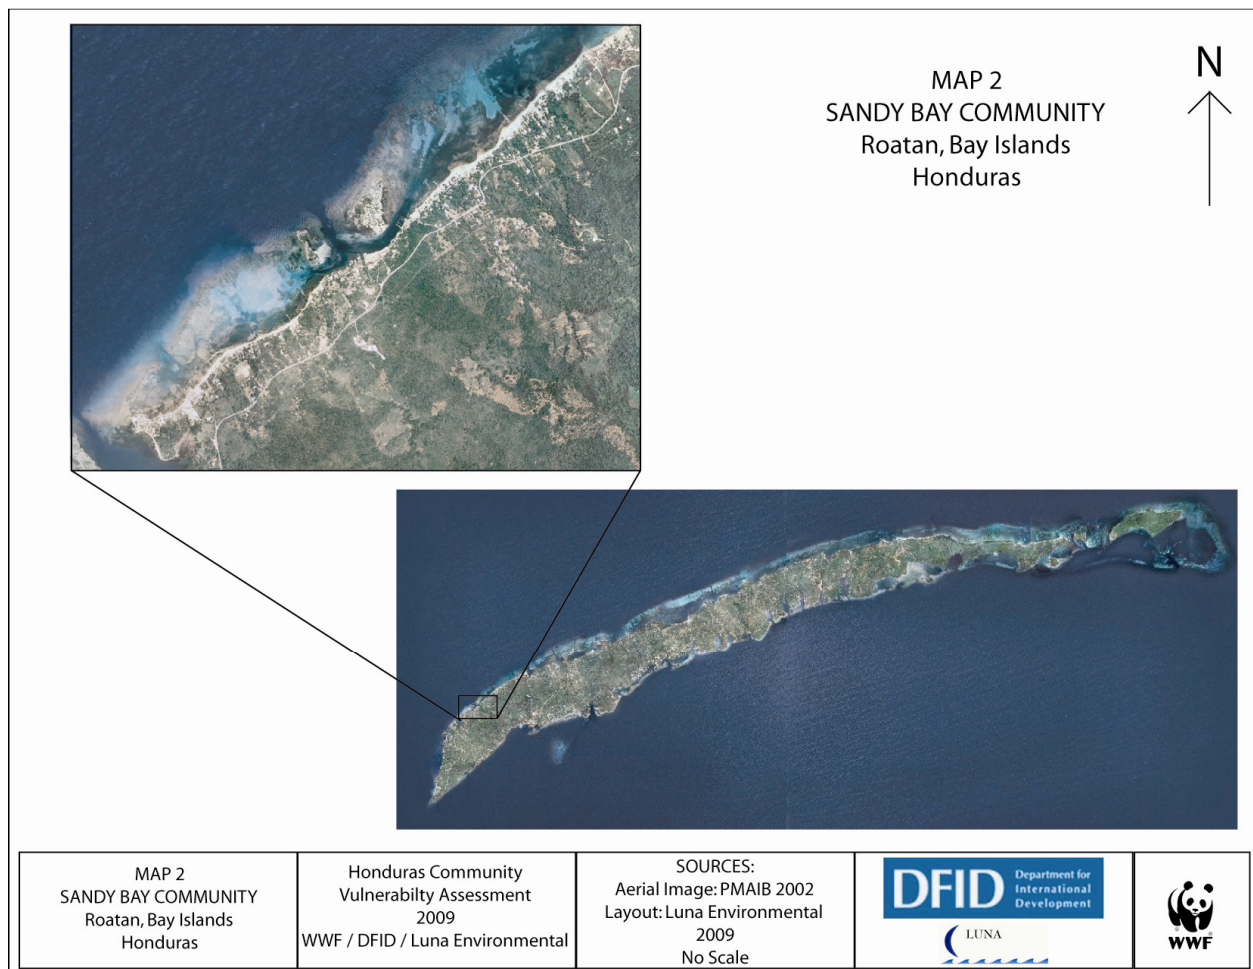 MAP 2
SANDY BAY COMMUNITY
Roatan, Bay Islands
Honduras
N
MAP 2
SANDY BAY COMMUNITY
Roatan, Bay Islands
Honduras
Honduras Community
Vulnerabilty Assessment
2009
WWF / DFID / Luna Environmental
SOURCES:
Aerial Image: PMAIB 2002
Layout: Luna Environmental
2009
No Scale
DFID
Department for
International
Development
LUNA
WWF